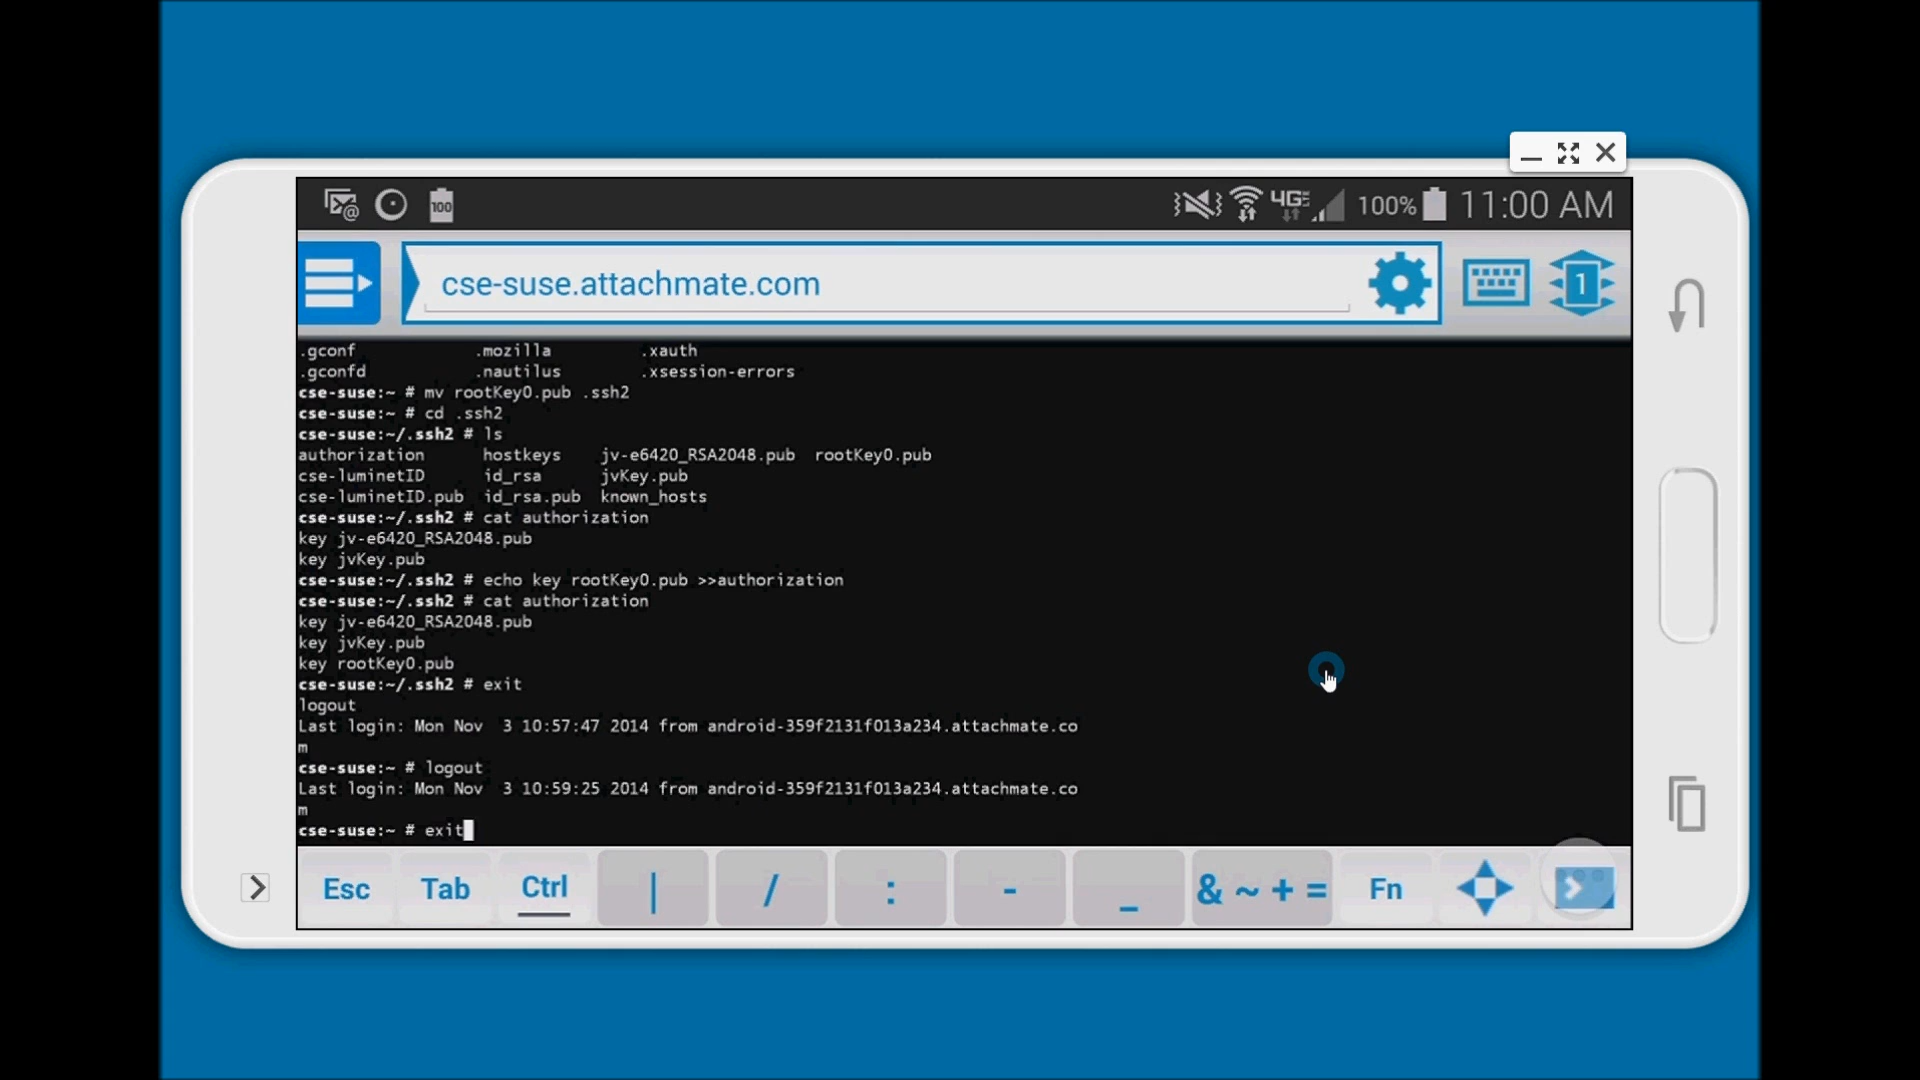 100
4GE
100%
11:00 AM
cse-suse.attachmate.com
1
.gconf .mozilla .xauth
.gconfd .nautilus .xsession-errors
cse-suse:~ # mv rootKey0.pub .ssh2
cse-suse:~ # cd .ssh2
cse-suse:~/.ssh2 # ls
authorization hostkeys jv-e6420_RSA2048.pub rootKey0.pub
cse-luminetID id_rsa jvKey.pub
cse-luminetID.pub id_rsa.pub known_hosts
cse-suse:~/.ssh2 # cat authorization
key jv-e6420_RSA2048.pub
key jvKey.pub
cse-suse:~/.ssh2 # echo key rootKey0.pub >>authorization
cse-suse:~/.ssh2 # cat authorization
key jv-e6420_RSA2048.pub
key jvKey.pub
key rootKey0.pub
cse-suse:~/.ssh2 # exit
logout
Last login: Mon Nov  3 10:57:47 2014 from android-359f2131f013a234.attachmate.co
m
cse-suse:~ # logout
Last login: Mon Nov  3 10:59:25 2014 from android-359f2131f013a234.attachmate.co
m
cse-suse:~ # exit
Esc Tab Ctrl | / : - _ & ~ + = Fn